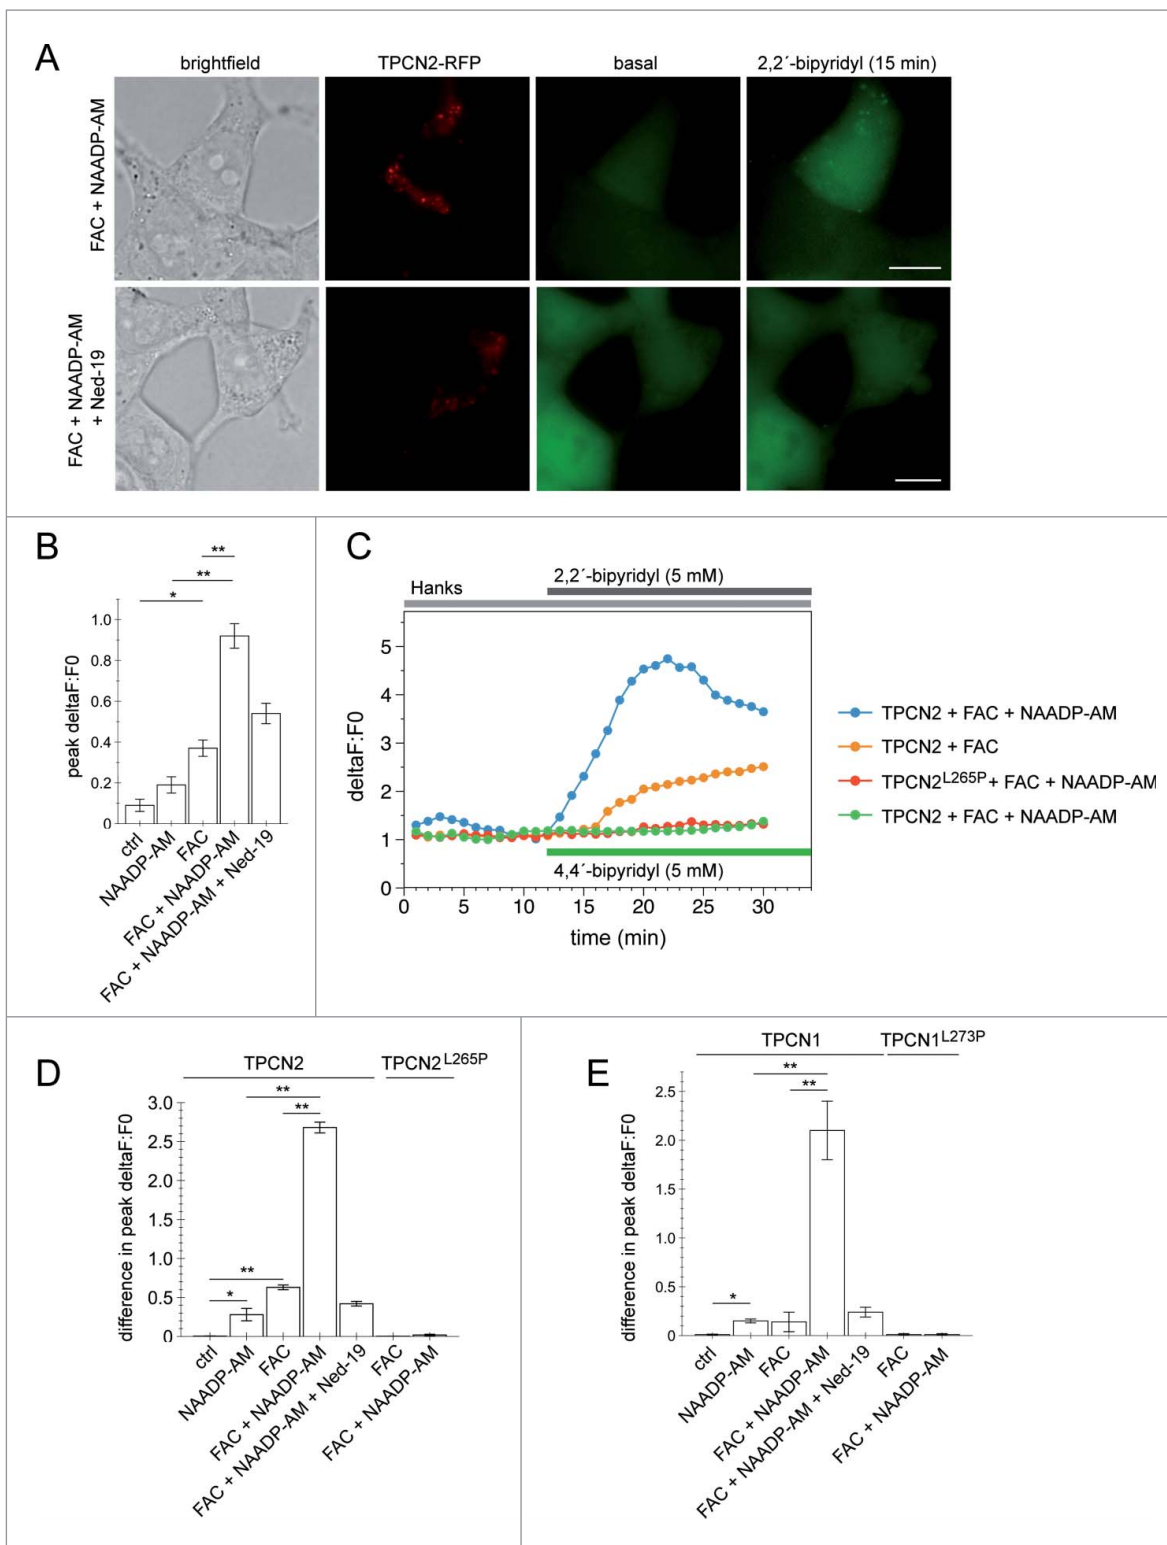 A
brightfield
TPCN2-RFP
basal
2,2´-bipyridyl (15 min)
FAC + NAADP-AM
FAC + NAADP-AM
+ Ned-19
B
**
**
*
peak deltaF:F0
1.0
0.8
0.6
0.4
0.2
0
ctrl
NAADP-AM
FAC
FAC + NAADP-AM
FAC + NAADP-AM + Ned-19
C
2,2´-bipyridyl (5 mM)
Hanks
deltaF:F0
5
4
3
2
1
0
4,4´-bipyridyl (5 mM)
0 5 10 15 20 25 30
time (min)
TPCN2 + FAC + NAADP-AM
TPCN2 + FAC
TPCN2L265P + FAC + NAADP-AM
TPCN2 + FAC + NAADP-AM
D
TPCN2
TPCN2L265P
**
**
**
*
difference in peak deltaF:F0
3.0
2.5
2.0
1.5
1.0
0.5
0
ctrl
NAADP-AM
FAC
FAC + NAADP-AM
FAC + NAADP-AM + Ned-19
FAC
FAC + NAADP-AM
E
TPCN1
TPCN1L273P
**
**
*
difference in peak deltaF:F0
2.5
2.0
1.5
1.0
0.5
0
ctrl
NAADP-AM
FAC
FAC + NAADP-AM
FAC + NAADP-AM + Ned-19
FAC
FAC + NAADP-AM